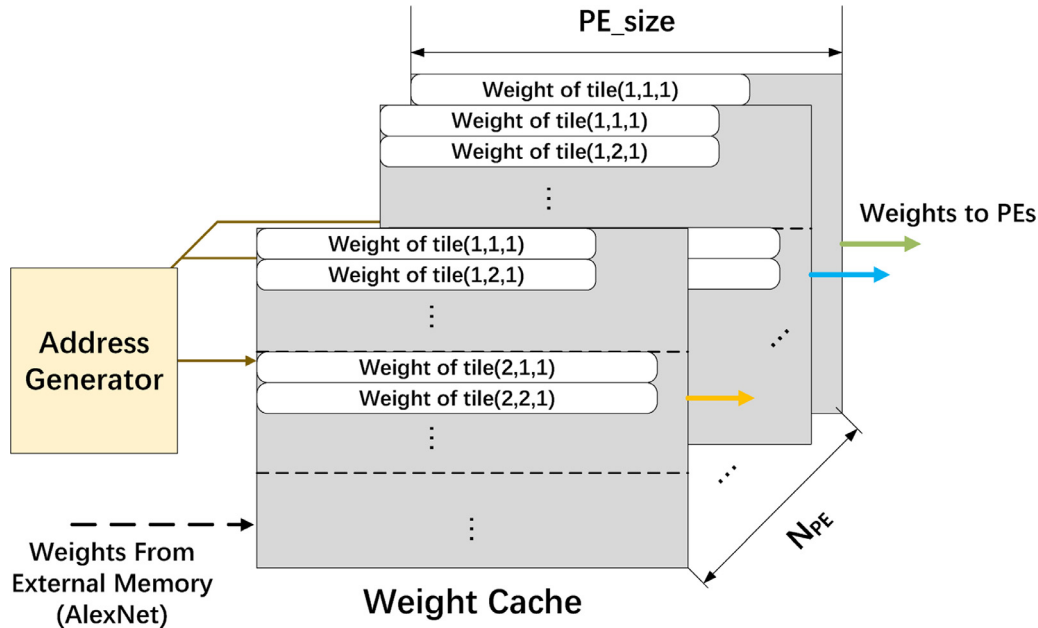 PE_size
Weight of tile(1,1,1)
Weight of tile(1,1,1)
Weight of tile(1,2,1)
⋮
Weights to PEs
Weight of tile(1,1,1)
Weight of tile(1,2,1)
⋮
Address
Generator
Weight of tile(2,1,1)
Weight of tile(2,2,1)
⋮
⋮
Weights From
External Memory
(AlexNet)
Weight Cache
NPE